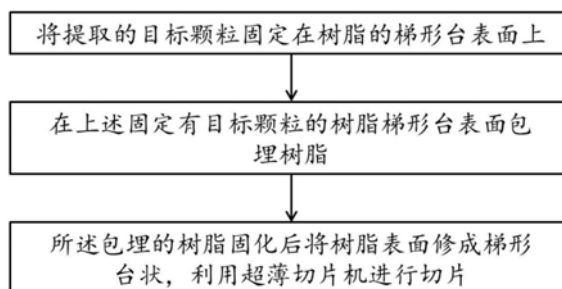 将提取的目标颗粒固定在树脂的梯形台表面上
在上述固定有目标颗粒的树脂梯形台表面包
埋树脂
所述包埋的树脂固化后将树脂表面修成梯形
台状，利用超薄切片机进行切片